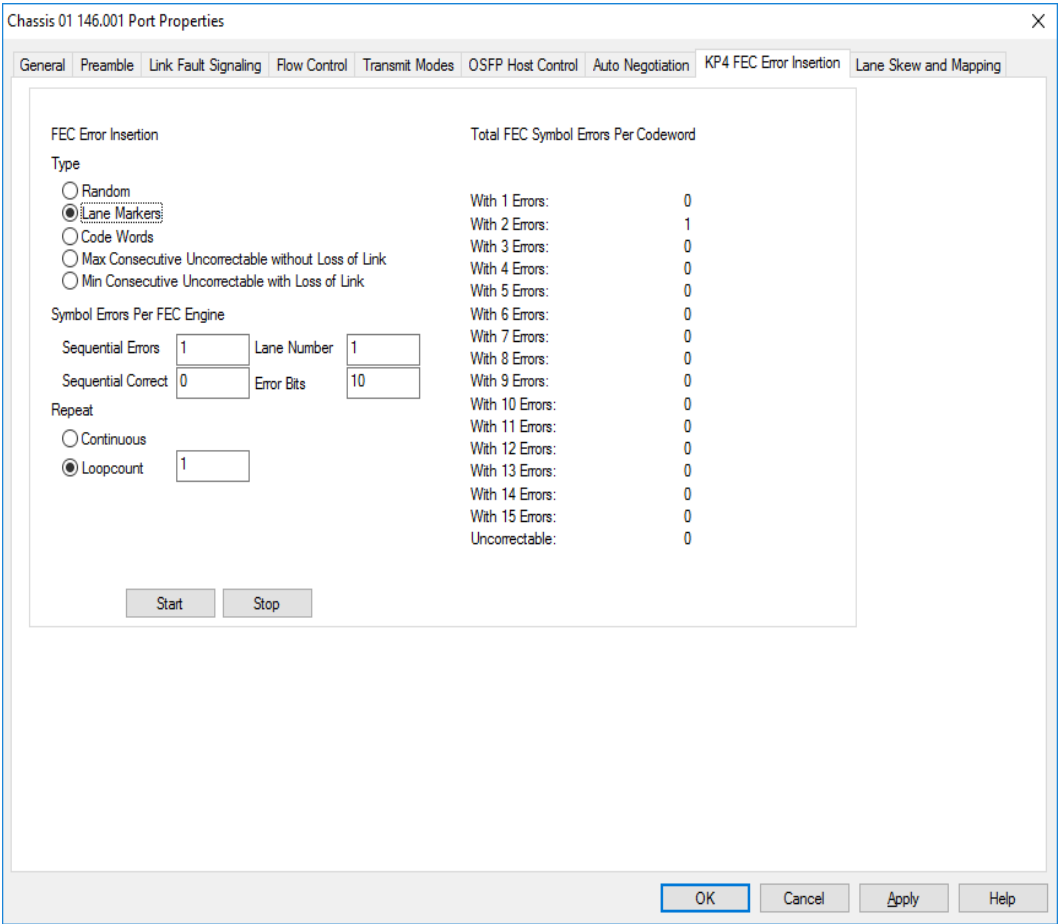 Chassis 01 146.001 Port Properties
General Preamble Link Fault Signaling Flow Control Transmit Modes OSFP Host Control Auto Negotiation KP4 FEC Error Insertion Lane Skew and Mapping
FEC Error Insertion
Type
Random
Lane Markers
Code Words
Max Consecutive Uncorrectable without Loss of Link
Min Consecutive Uncorrectable with Loss of Link
Symbol Errors Per FEC Engine
Sequential Errors 1 Lane Number 1
Sequential Correct 0 Error Bits 10
Repeat
Continuous
Loopcount 1
Start Stop
Total FEC Symbol Errors Per Codeword
With 1 Errors: 0
With 2 Errors: 1
With 3 Errors: 0
With 4 Errors: 0
With 5 Errors: 0
With 6 Errors: 0
With 7 Errors: 0
With 8 Errors: 0
With 9 Errors: 0
With 10 Errors: 0
With 11 Errors: 0
With 12 Errors: 0
With 13 Errors: 0
With 14 Errors: 0
With 15 Errors: 0
Uncorrectable: 0
OK Cancel Apply Help